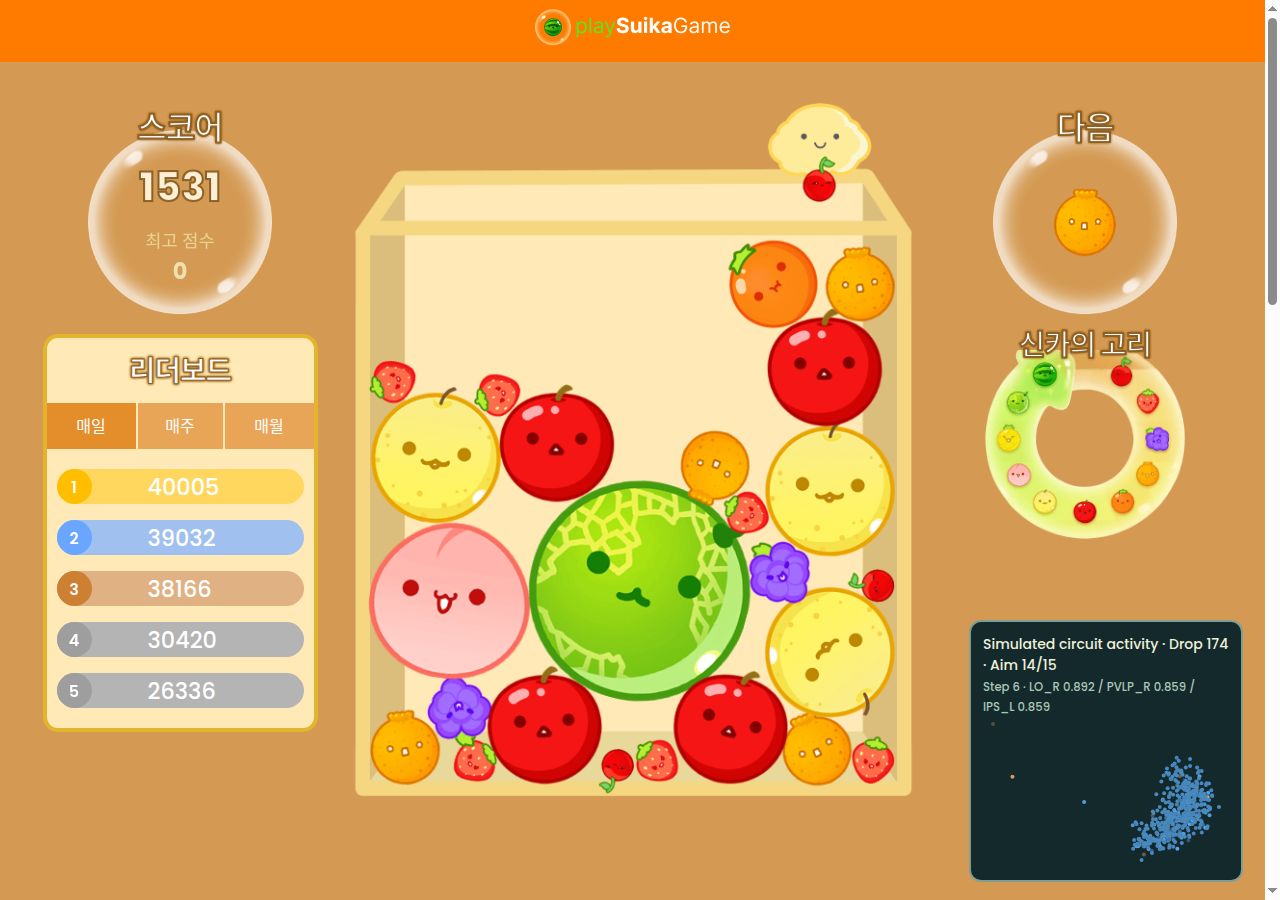 playSuikaGame
스코어
1531
최고 점수
0
리더보드
매일 매주 매월
1 40005
2 39032
3 38166
4 30420
5 26336
다음
신카의 고리
Simulated circuit activity · Drop 174
· Aim 14/15
Step 6 · LO_R 0.892 / PVLP_R 0.859 /
IPS_L 0.859